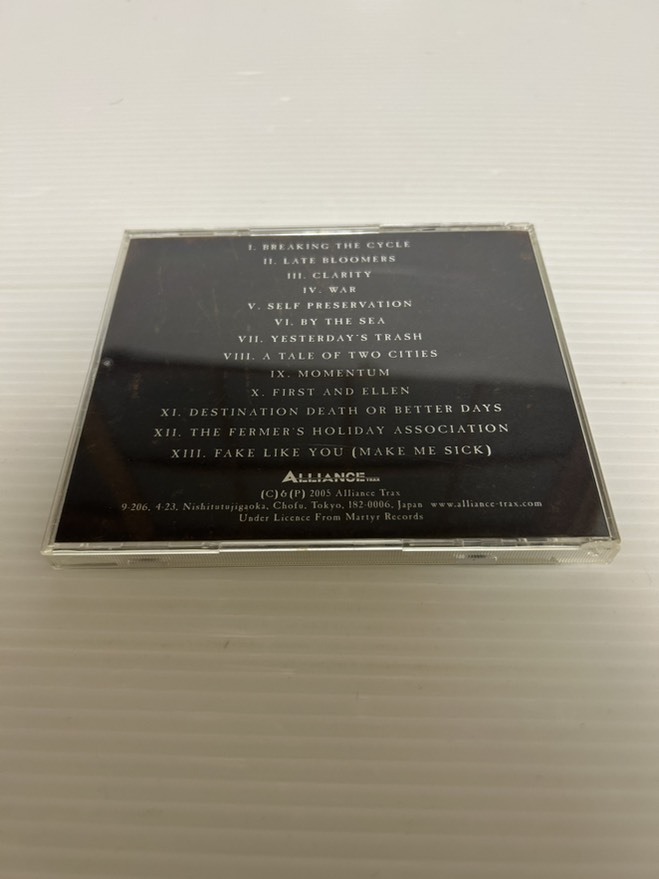 I. BREAKING THE CYCLE
II. LATE BLOOMERS
III. CLARITY
IV. WAR
V. SELF PRESERVATION
VI. BY THE SEA
VII. YESTERDAY'S TRASH
VIII. A TALE OF TWO CITIES
IX. MOMENTUM
X. FIRST AND ELLEN
XI. DESTINATION DEATH OR BETTER DAYS
XII. THE FERMER'S HOLIDAY ASSOCIATION
XIII. FAKE LIKE YOU (MAKE ME SICK)
ALLIANCE TRAX
(C) & (P) 2005 Alliance Trax
9-206, 4-23, Nishitutujigaoka, Chofu, Tokyo, 182-0006, Japan www.alliance-trax.com
Under Licence From Martyr Records